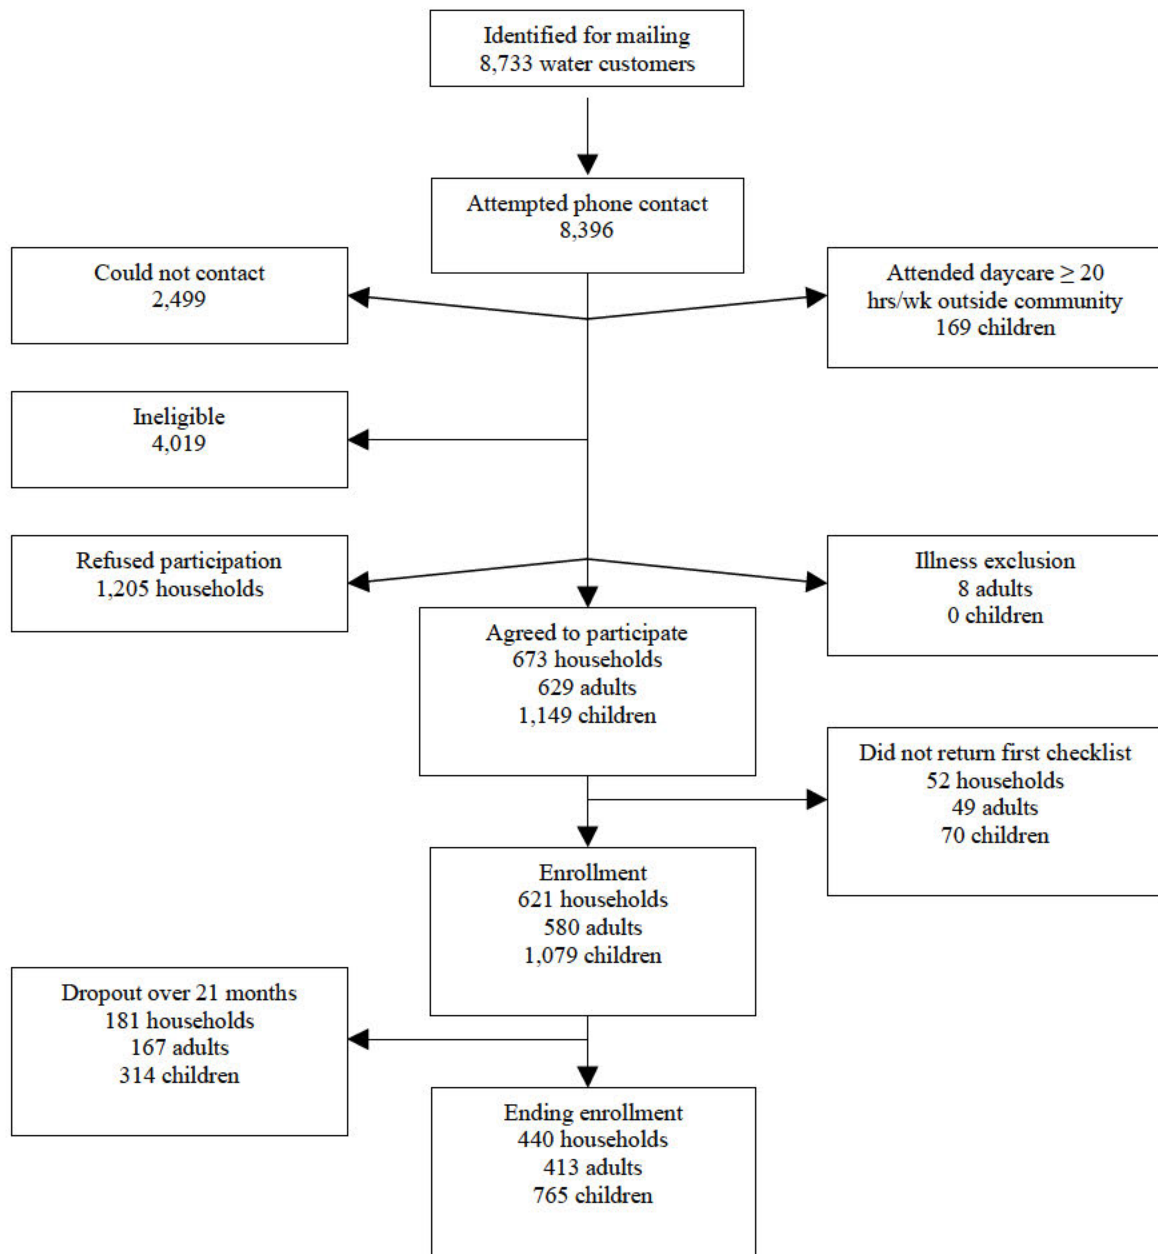 Identified for mailing
8,733 water customers
Attempted phone contact
8,396
Could not contact
2,499
Attended daycare ≥ 20
hrs/wk outside community
169 children
Ineligible
4,019
Refused participation
1,205 households
Illness exclusion
8 adults
0 children
Agreed to participate
673 households
629 adults
1,149 children
Did not return first checklist
52 households
49 adults
70 children
Enrollment
621 households
580 adults
1,079 children
Dropout over 21 months
181 households
167 adults
314 children
Ending enrollment
440 households
413 adults
765 children